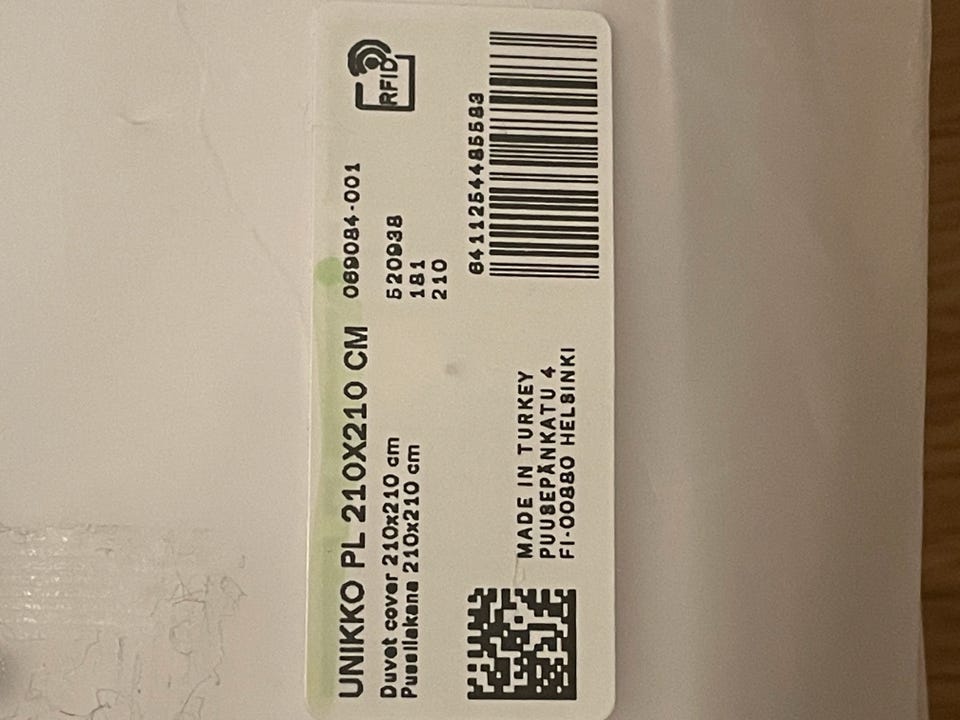 UNIKKO PL 210X210 CM
069084-001
RFID
Duvet cover 210x210 cm
Pussilakana 210x210 cm
520938
181
210
6411254485583
MADE IN TURKEY
PUUSEPÄNKATU 4
FI-00880 HELSINKI